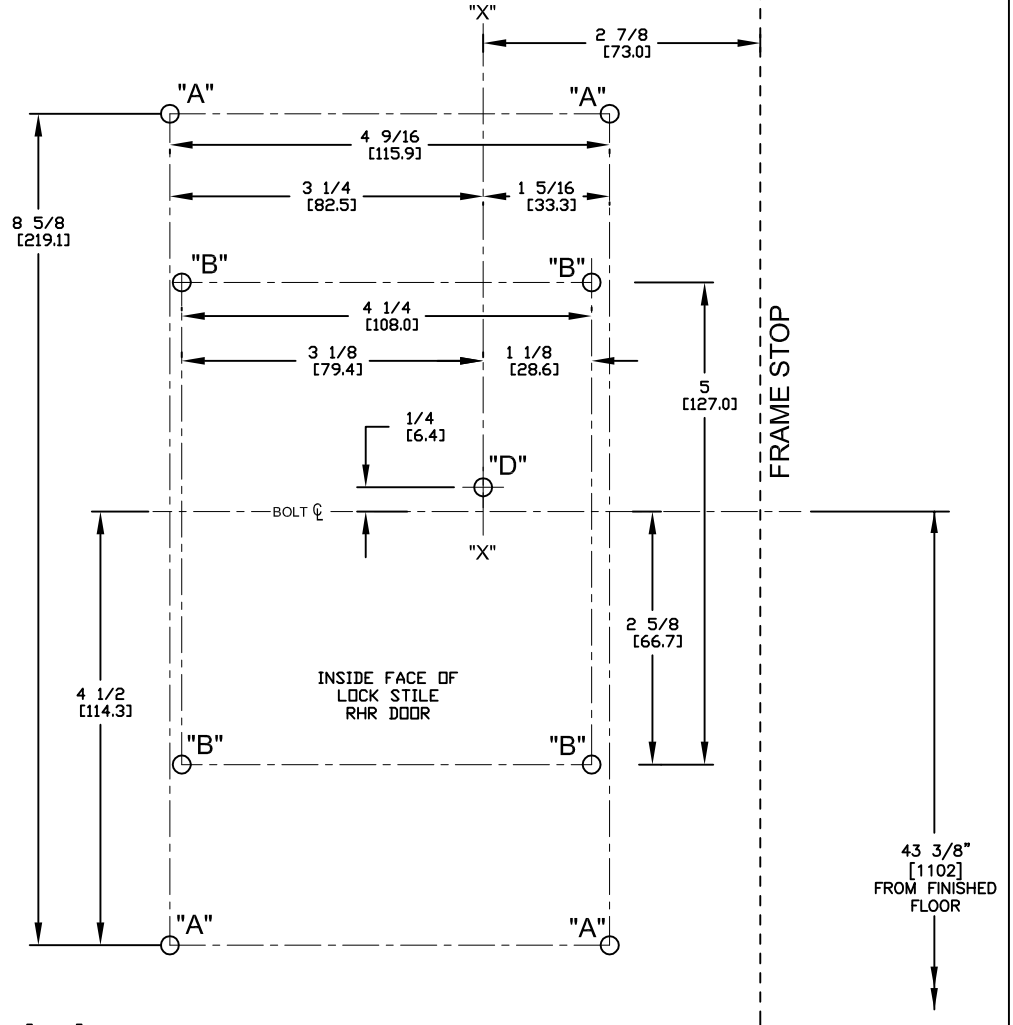 "X"
2 7/8
[73.0]
"A"
"A"
4 9/16
[115.9]
3 1/4
[82.5]
1 5/16
[33.3]
8 5/8
[219.1]
"B"
"B"
4 1/4
[108.0]
3 1/8
[79.4]
1 1/8
[28.6]
5
[127.0]
FRAME STOP
1/4
[6.4]
"D"
BOLT ℄
"X"
2 5/8
[66.7]
4 1/2
[114.3]
INSIDE FACE OF
LOCK STILE
RHR DOOR
"B"
"B"
43 3/8"
[1102]
FROM FINISHED
FLOOR
"A"
"A"